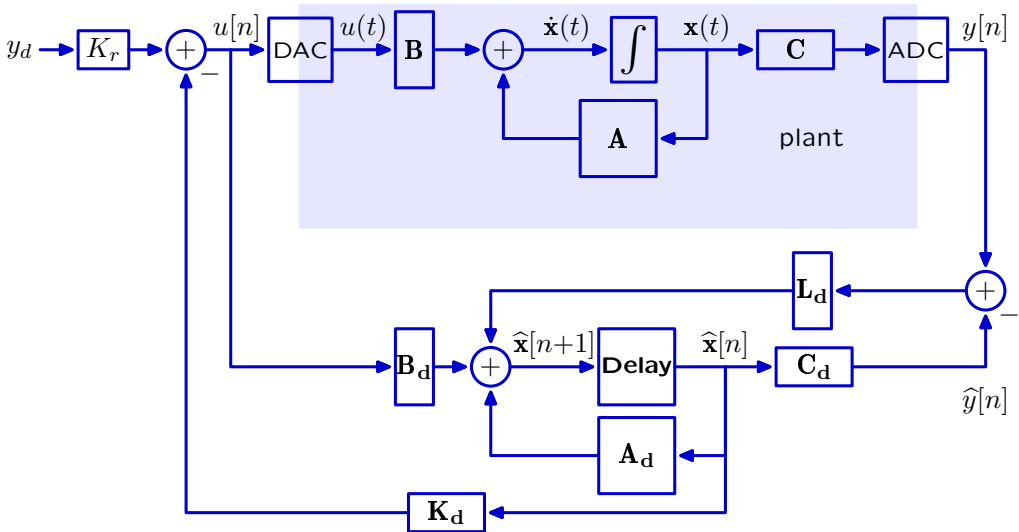 y_d K_r + − u[n] DAC u(t) B + ẋ(t) ∫ x(t) C ADC y[n]
A plant
L_d + −
B_d + x̂[n+1] Delay x̂[n] C_d
ŷ[n]
A_d
K_d